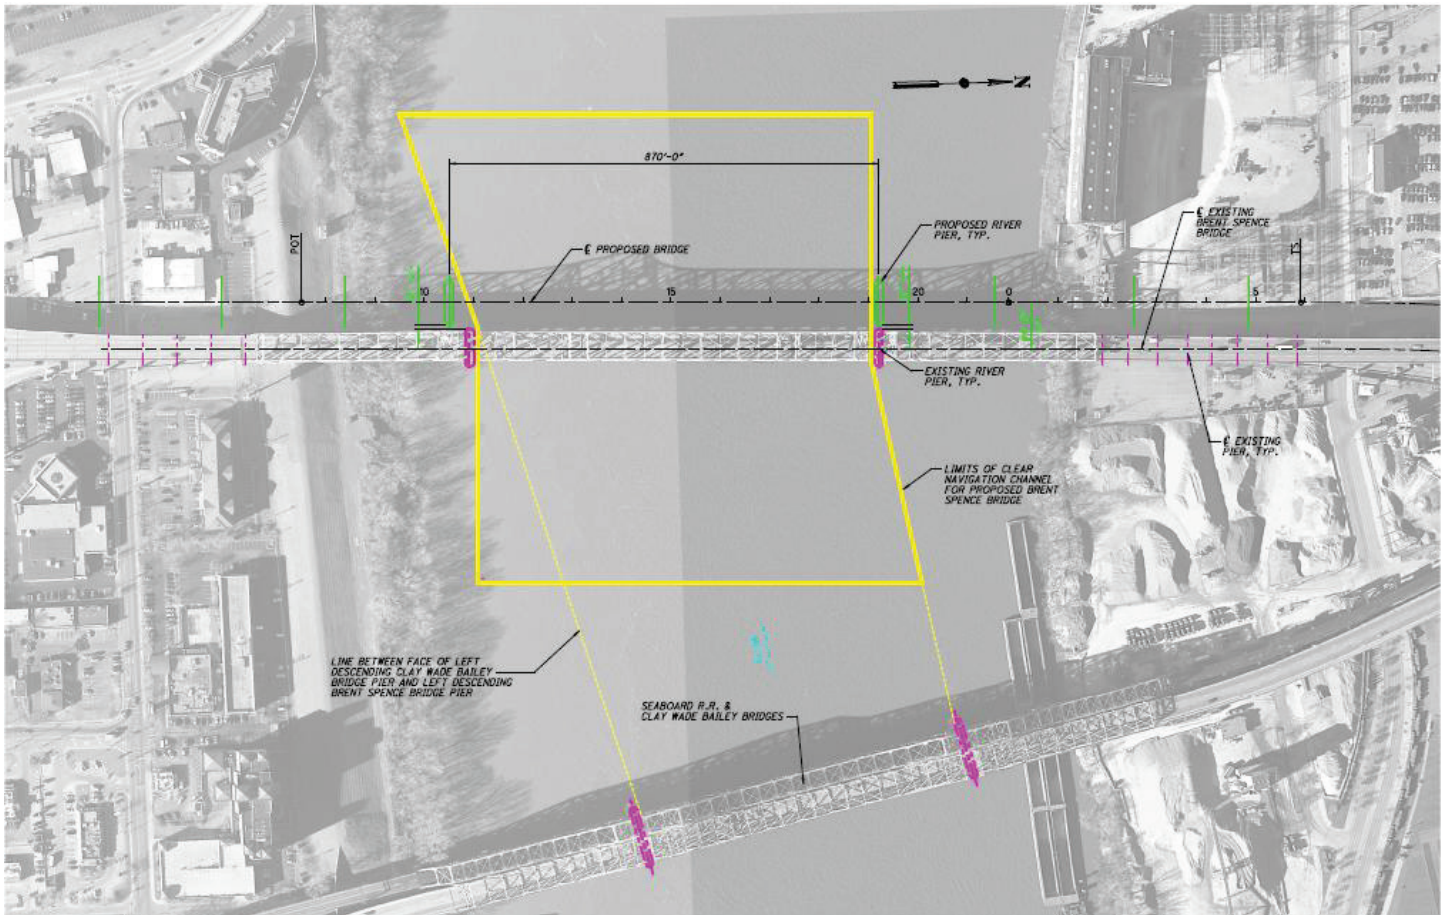 N
870'-0"
PROPOSED RIVER
PIER, TYP.
℄ EXISTING
BRENT SPENCE
BRIDGE
POT
℄ PROPOSED BRIDGE
TS
10
15
20
0
5
EXISTING RIVER
PIER, TYP.
℄ EXISTING
PIER, TYP.
LIMITS OF CLEAR
NAVIGATION CHANNEL
FOR PROPOSED BRENT
SPENCE BRIDGE
LINE BETWEEN FACE OF LEFT
DESCENDING CLAY WADE BAILEY
BRIDGE PIER AND LEFT DESCENDING
BRENT SPENCE BRIDGE PIER
SEABOARD R.R. &
CLAY WADE BAILEY BRIDGES